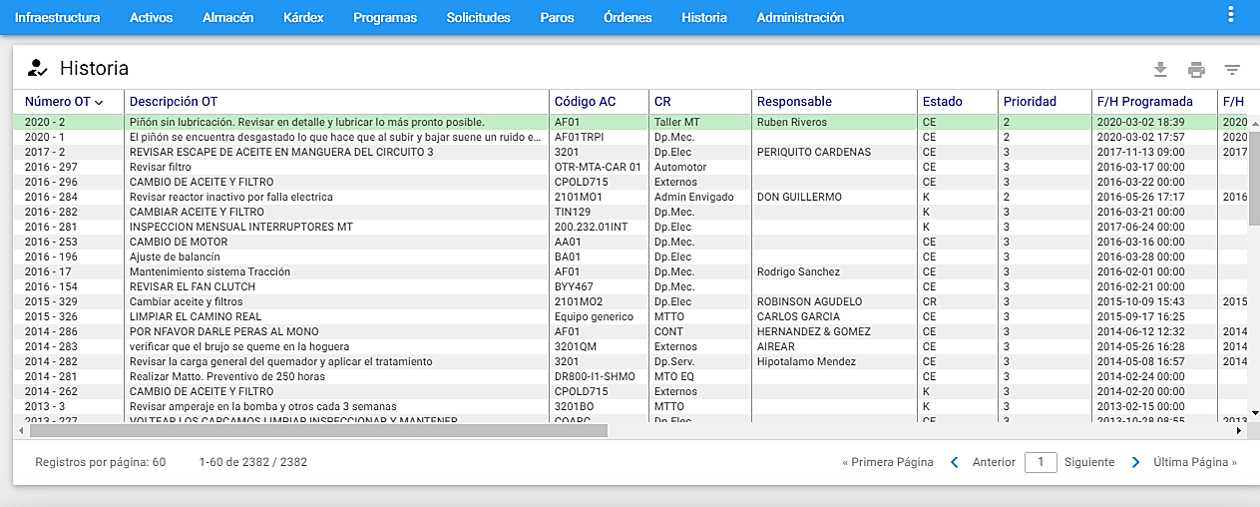 Infraestructura Activos Almacén Kárdex Programas Solicitudes Paros Órdenes Historia Administración
Historia
Número OT Descripción OT Código AC CR Responsable Estado Prioridad F/H Programada F/H
2020 - 2 Piñón sin lubricación. Revisar en detalle y lubricar lo más pronto posible. AF01 Taller MT Ruben Riveros CE 2 2020-03-02 18:39 2020
2020 - 1 El piñón se encuentra desgastado lo que hace que al subir y bajar suene un ruido e... AF01TRPI Dp.Mec. CE 2 2020-03-02 17:57 2020
2017 - 2 REVISAR ESCAPE DE ACEITE EN MANGUERA DEL CIRCUITO 3 3201 Dp.Elec PERIQUITO CARDENAS CE 2 2017-11-13 09:00 2017
2016 - 297 Revisar filtro OTR-MTA-CAR 01 Automotor CE 3 2016-03-17 00:00
2016 - 296 CAMBIO DE ACEITE Y FILTRO CPOLD715 Externos CE 3 2016-03-22 00:00
2016 - 284 Revisar reactor inactivo por falla electrica 2101MO1 Admin Envigado DON GUILLERMO K 2 2016-05-26 17:17 2016
2016 - 282 CAMBIAR ACEITE Y FILTRO TIN129 Dp.Mec. K 3 2016-03-21 00:00
2016 - 281 INSPECCION MENSUAL INTERRUPTORES MT 200.232.01INT Dp.Elec K 3 2017-06-24 00:00
2016 - 253 CAMBIO DE MOTOR AA01 Dp.Mec. CE 3 2016-03-16 00:00
2016 - 196 Ajuste de balancín BA01 Dp.Elec CE 3 2016-03-28 00:00
2016 - 17 Mantenimiento sistema Tracción AF01 Dp.Mec. Rodrigo Sanchez CE 3 2016-02-01 00:00
2016 - 154 REVISAR EL FAN CLUTCH BYY467 Dp.Mec. CE 3 2016-02-21 00:00
2015 - 329 Cambiar aceite y filtros 2101MO2 Dp.Elec ROBINSON AGUDELO CR 3 2015-10-09 15:43 2015
2015 - 326 LIMPIAR EL CAMINO REAL Equipo generico MTTO CARLOS GARCIA CE 3 2015-09-17 16:25
2014 - 286 POR NFAVOR DARLE PERAS AL MONO AF01 CONT HERNANDEZ & GOMEZ CE 3 2014-06-12 12:32 2014
2014 - 283 verificar que el brujo se queme en la hoguera 3201QM Externos AIREAR CE 3 2014-05-26 16:28 2014
2014 - 282 Revisar la carga general del quemador y aplicar el tratamiento 3201 Dp.Serv. Hipotalamo Mendez CE 3 2014-05-08 16:57 2014
2014 - 281 Realizar Matto. Preventivo de 250 horas DR800-I1-SHMO MTO EQ CE 3 2014-02-24 00:00
2014 - 262 CAMBIO DE ACEITE Y FILTRO CPOLD715 Externos K 3 2014-02-20 00:00
2013 - 3 Revisar amperaje en la bomba y otros cada 3 semanas 3201BO MTTO K 3 2013-02-15 00:00
2013 - 227 VOLTEAR LOS CARCAMOS LIMPIAR INSPECCIONAR Y MANTENER COARC Dp.Elec CE 3 2013-10-28 08:55 2013
Registros por página: 60 1-60 de 2382 / 2382 « Primera Página Anterior 1 Siguiente Última Página »